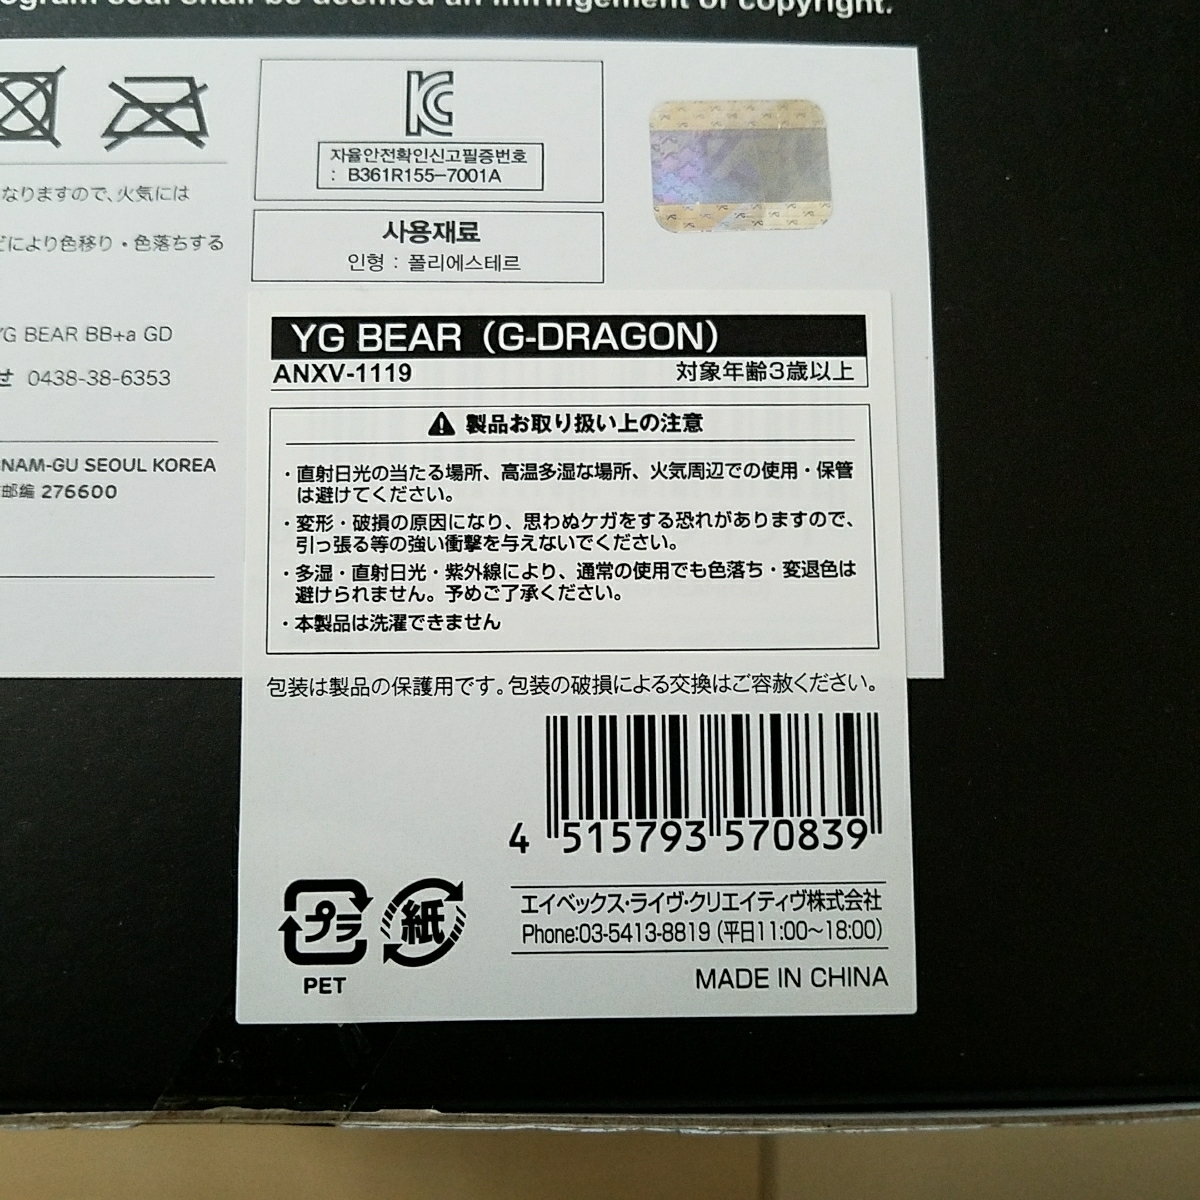 ogram seal shall be deemed an infringement of copyright.
なりますので、火気には
により色移り・色落ちする
YG BEAR BB+a GD
せ 0438-38-6353
NAM-GU SEOUL KOREA
邮编 276600
KC
자율안전확인신고필증번호
: B361R155-7001A
사용재료
인형 : 폴리에스테르
YG BEAR (G-DRAGON)
ANXV-1119 対象年齢3歳以上
製品お取り扱い上の注意
・直射日光の当たる場所、高温多湿な場所、火気周辺での使用・保管
は避けてください。
・変形・破損の原因になり、思わぬケガをする恐れがありますので、
引っ張る等の強い衝撃を与えないでください。
・多湿・直射日光・紫外線により、通常の使用でも色落ち・変退色は
避けられません。予めご了承ください。
・本製品は洗濯できません
包装は製品の保護用です。包装の破損による交換はご容赦ください。
4 515793 570839
プラ 紙
PET
エイベックス・ライヴ・クリエイティヴ株式会社
Phone:03-5413-8819 (平日11:00～18:00)
MADE IN CHINA